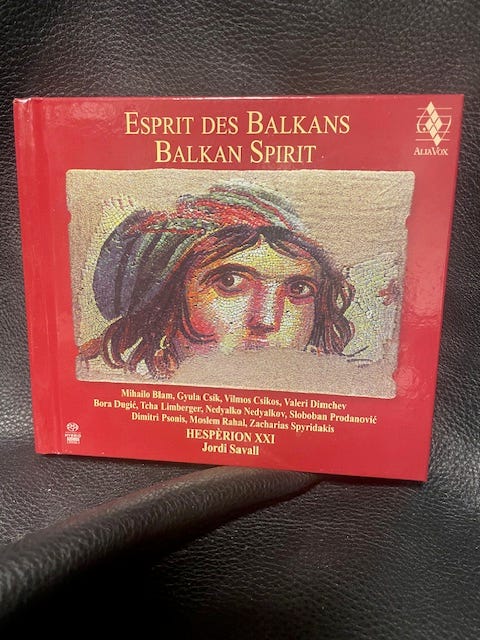 ESPRIT DES BALKANS
BALKAN SPIRIT
ALIAVOX
Mihailo Blam, Gyula Csik, Vilmos Csikos, Valeri Dimchev
Bora Dugić, Tcha Limberger, Nedyalko Nedyalkov, Sloboban Prodanović
Dimitri Psonis, Moslem Rahal, Zacharias Spyridakis
HESPÈRION XXI
Jordi Savall